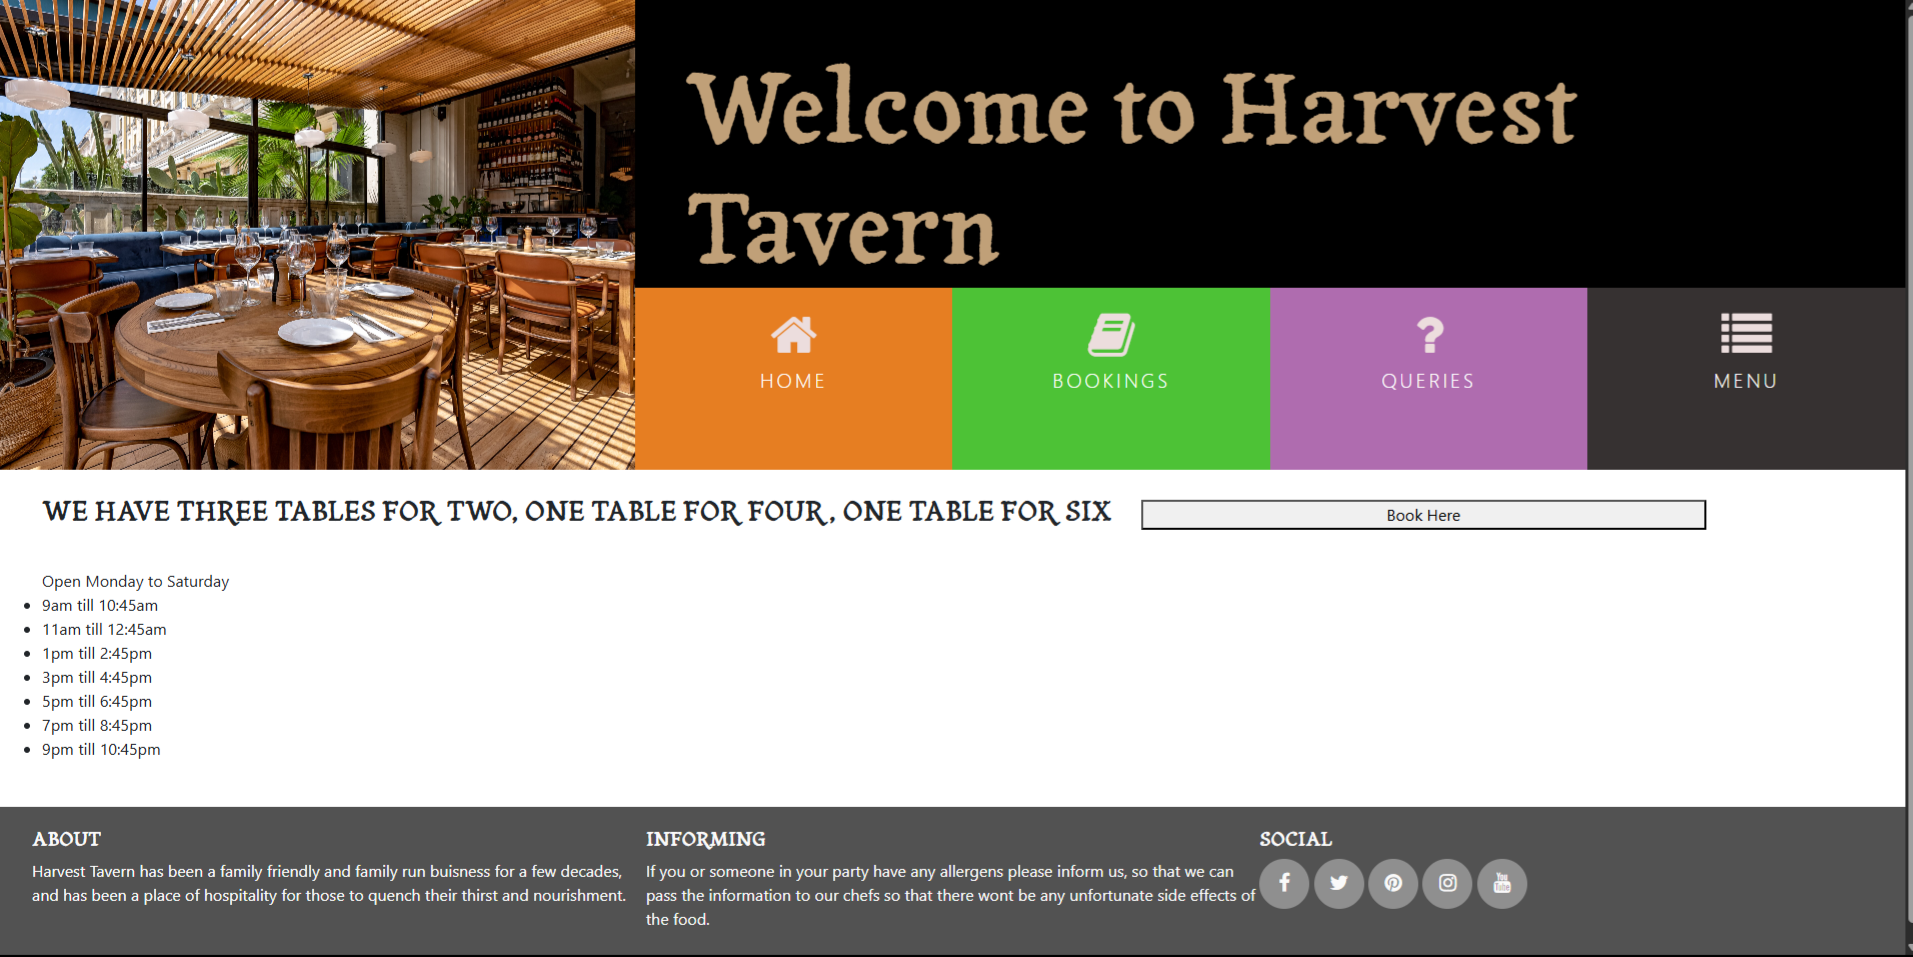 Welcome to Harvest
Tavern
HOME
BOOKINGS
QUERIES
MENU
WE HAVE THREE TABLES FOR TWO, ONE TABLE FOR FOUR, ONE TABLE FOR SIX
Book Here
Open Monday to Saturday
9am till 10:45am
11am till 12:45am
1pm till 2:45pm
3pm till 4:45pm
5pm till 6:45pm
7pm till 8:45pm
9pm till 10:45pm
ABOUT
Harvest Tavern has been a family friendly and family run buisness for a few decades,
and has been a place of hospitality for those to quench their thirst and nourishment.
INFORMING
If you or someone in your party have any allergens please inform us, so that we can
pass the information to our chefs so that there wont be any unfortunate side effects of
the food.
SOCIAL
You
Tube